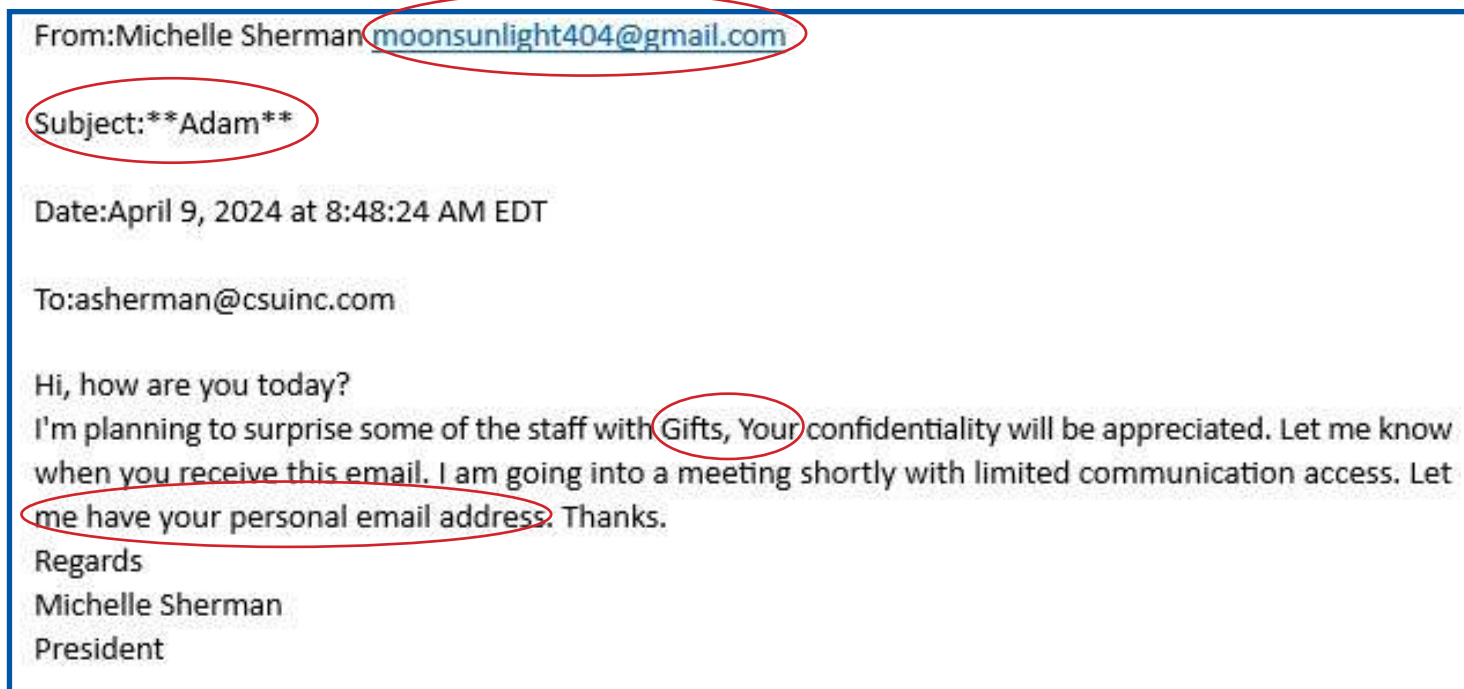 From:Michelle Sherman moonsunlight404@gmail.com
Subject:**Adam**
Date:April 9, 2024 at 8:48:24 AM EDT
To:asherman@csuinc.com
Hi, how are you today?
I'm planning to surprise some of the staff with Gifts, Your confidentiality will be appreciated. Let me know
when you receive this email. I am going into a meeting shortly with limited communication access. Let
me have your personal email address. Thanks.
Regards
Michelle Sherman
President